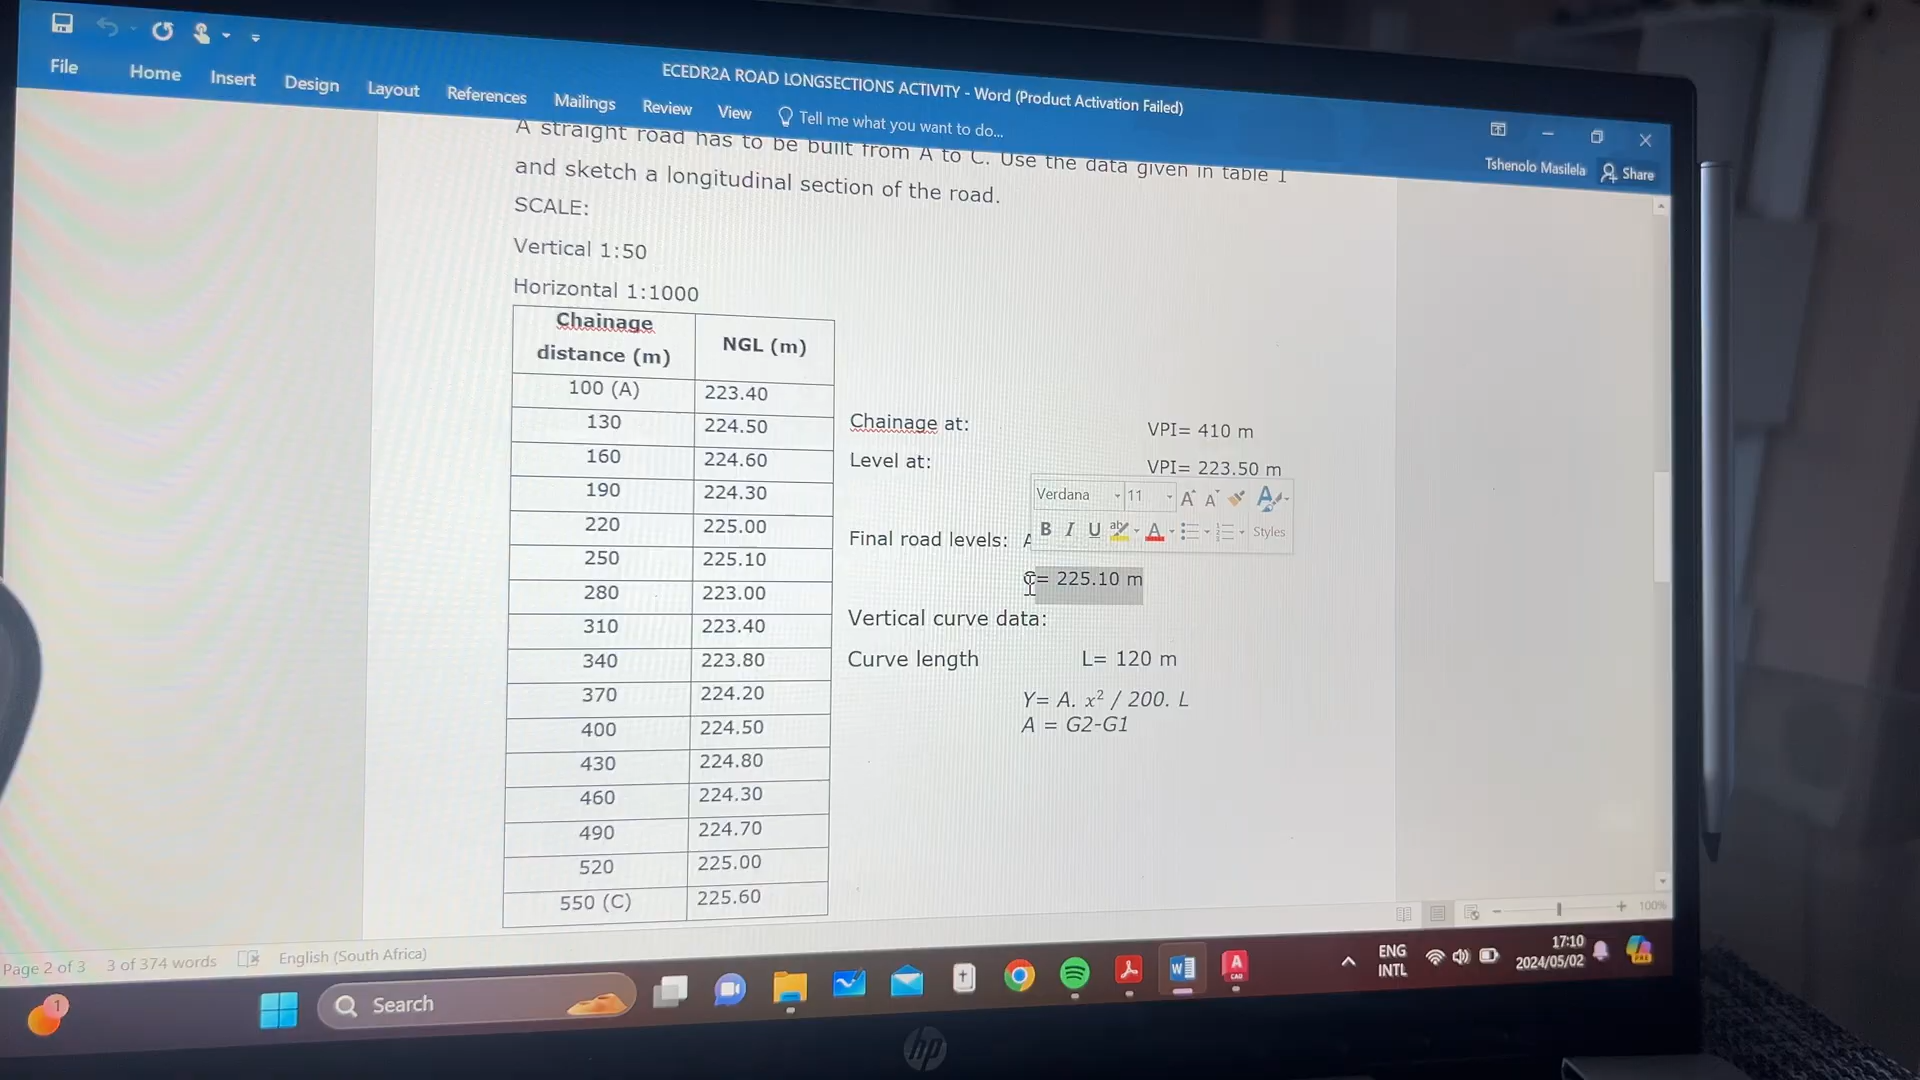 ECEDR2A ROAD LONGSECTIONS ACTIVITY - Word (Product Activation Failed)
File Home Insert Design Layout References Mailings Review View Tell me what you want to do...
Tshenolo Masilela Share
A straight road has to be built from A to C. Use the data given in table 1
and sketch a longitudinal section of the road.
SCALE:
Vertical 1:50
Horizontal 1:1000
Chainage distance (m) NGL (m)
100 (A) 223.40
130 224.50
160 224.60
190 224.30
220 225.00
250 225.10
280 223.00
310 223.40
340 223.80
370 224.20
400 224.50
430 224.80
460 224.30
490 224.70
520 225.00
550 (C) 225.60
Chainage at: VPI= 410 m
Level at: VPI= 223.50 m
Verdana 11 A A A
B I U ab A Styles
Final road levels: A
C= 225.10 m
Vertical curve data:
Curve length L= 120 m
Y= A. x² / 200. L
A = G2-G1
100%
Page 2 of 3 3 of 374 words English (South Africa)
1
Search
W
A
CAD
ENG
INTL
17:10
2024/05/02
PRE
hp